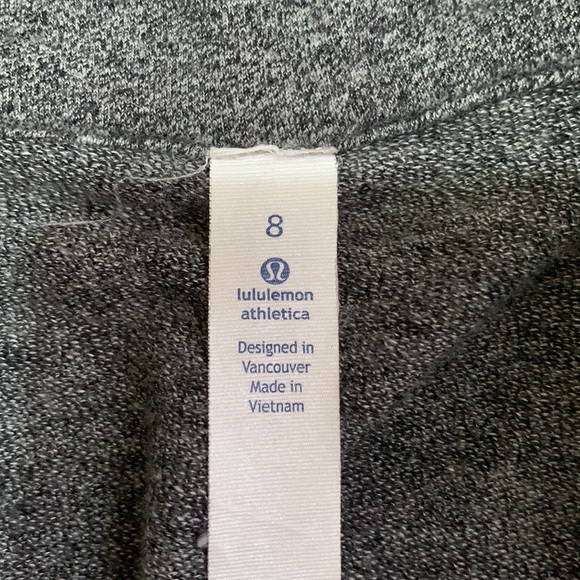 8
lululemon
athletica
Designed in
Vancouver
Made in
Vietnam